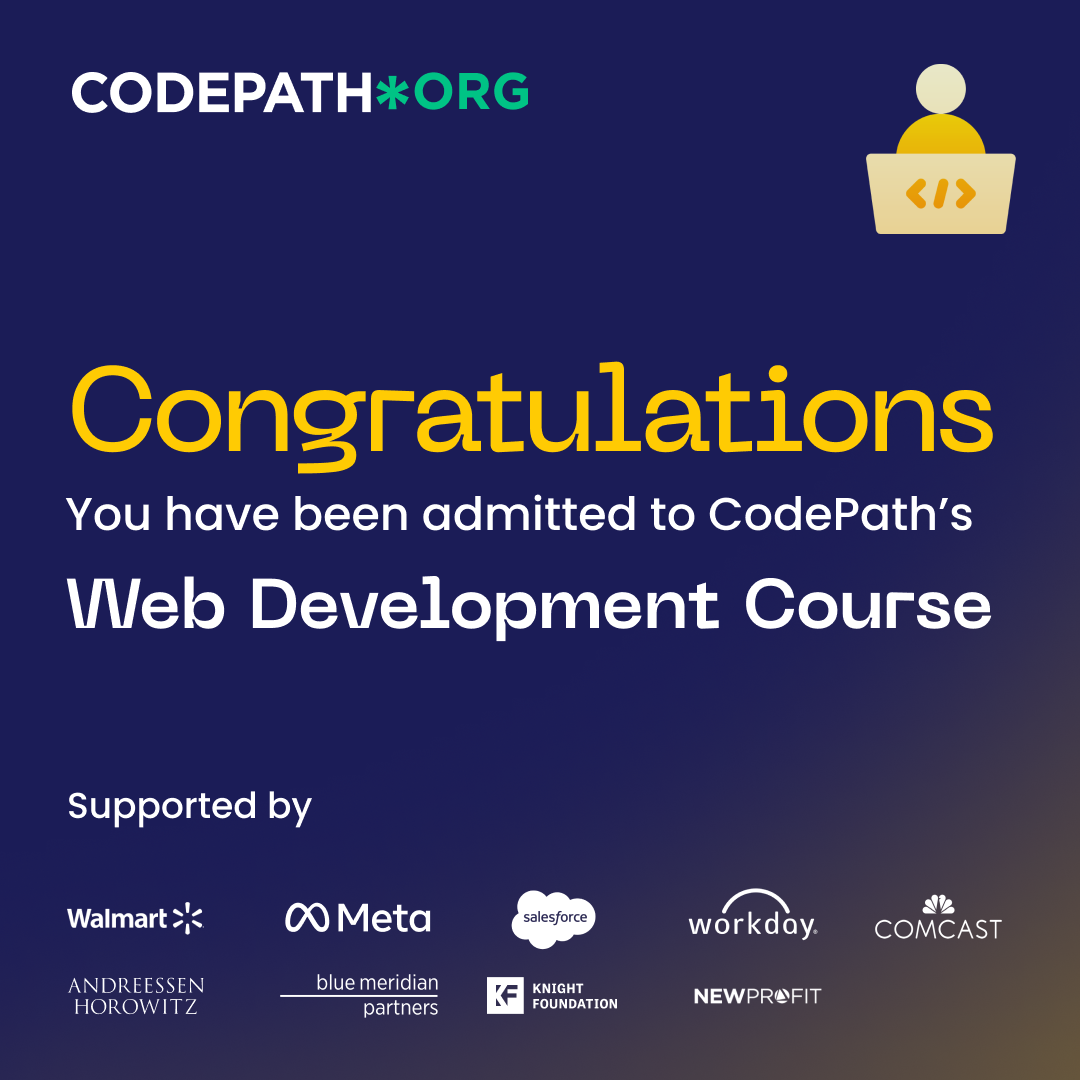 CODEPATH*ORG
</>
Congratulations
You have been admitted to CodePath’s
Web Development Course
Supported by
Walmart
Meta
salesforce
workday®
COMCAST
ANDREESSEN
HOROWITZ
blue meridian
partners
KF KNIGHT
FOUNDATION
NEWPROFIT